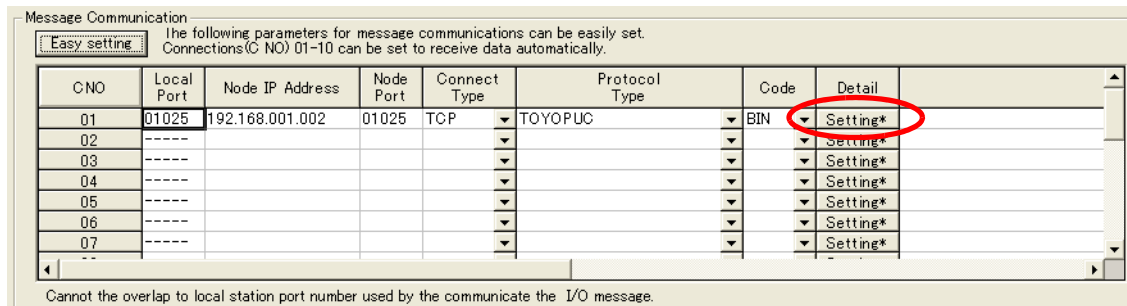 Message Communication
Easy setting
The following parameters for message communications can be easily set.
Connections(C NO) 01-10 can be set to receive data automatically.
CNO Local Port Node IP Address Node Port Connect Type Protocol Type Code Detail
01 01025 192.168.001.002 01025 TCP TOYOPUC BIN Setting*
02 ----- Setting*
03 ----- Setting*
04 ----- Setting*
05 ----- Setting*
06 ----- Setting*
07 ----- Setting*
Cannot the overlap to local station port number used by the communicate the I/O message.